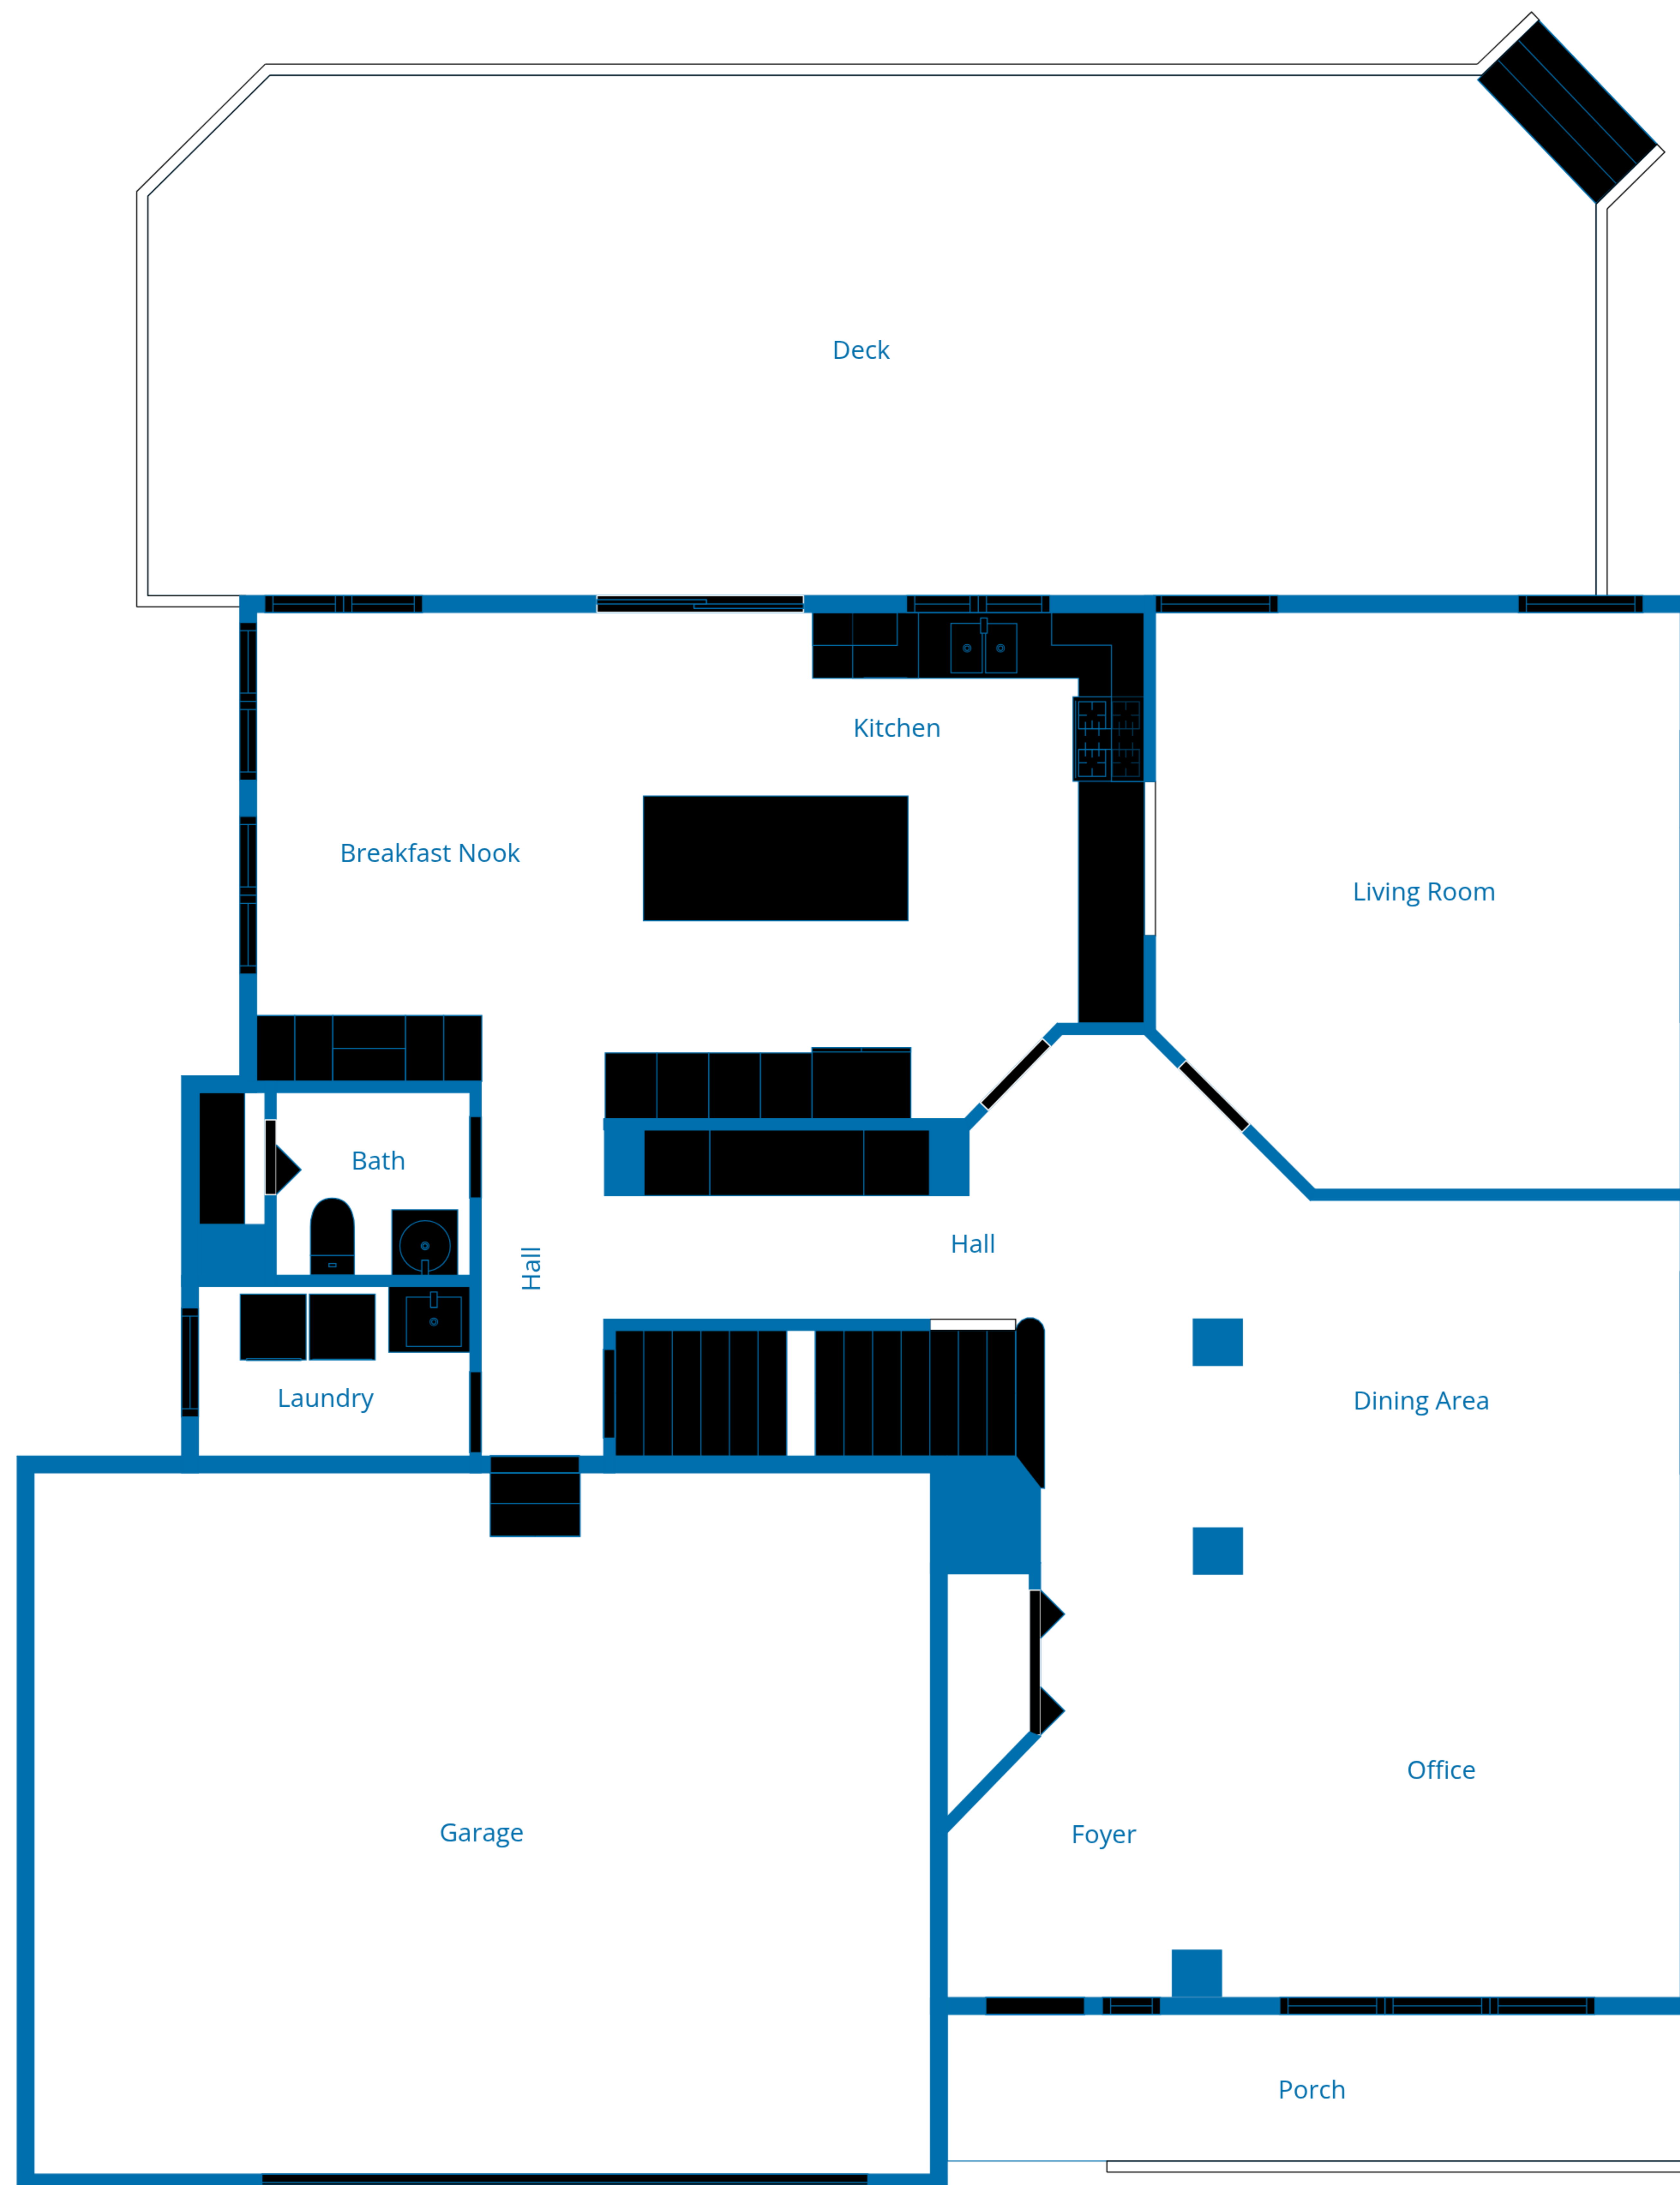 Deck
Kitchen
Breakfast Nook
Living Room
Bath
Hall
Hall
Laundry
Dining Area
Office
Garage
Foyer
Porch